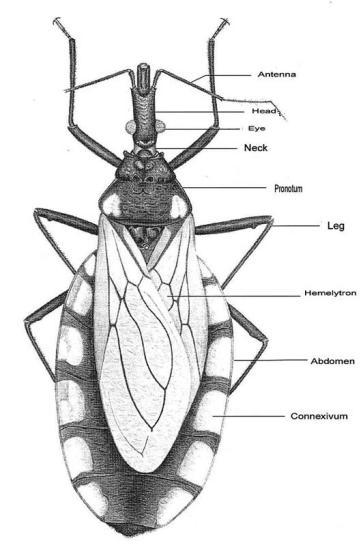 Antenna
Head
Eye
Neck
Pronotum
Leg
Hemelytron
Abdomen
Connexivum